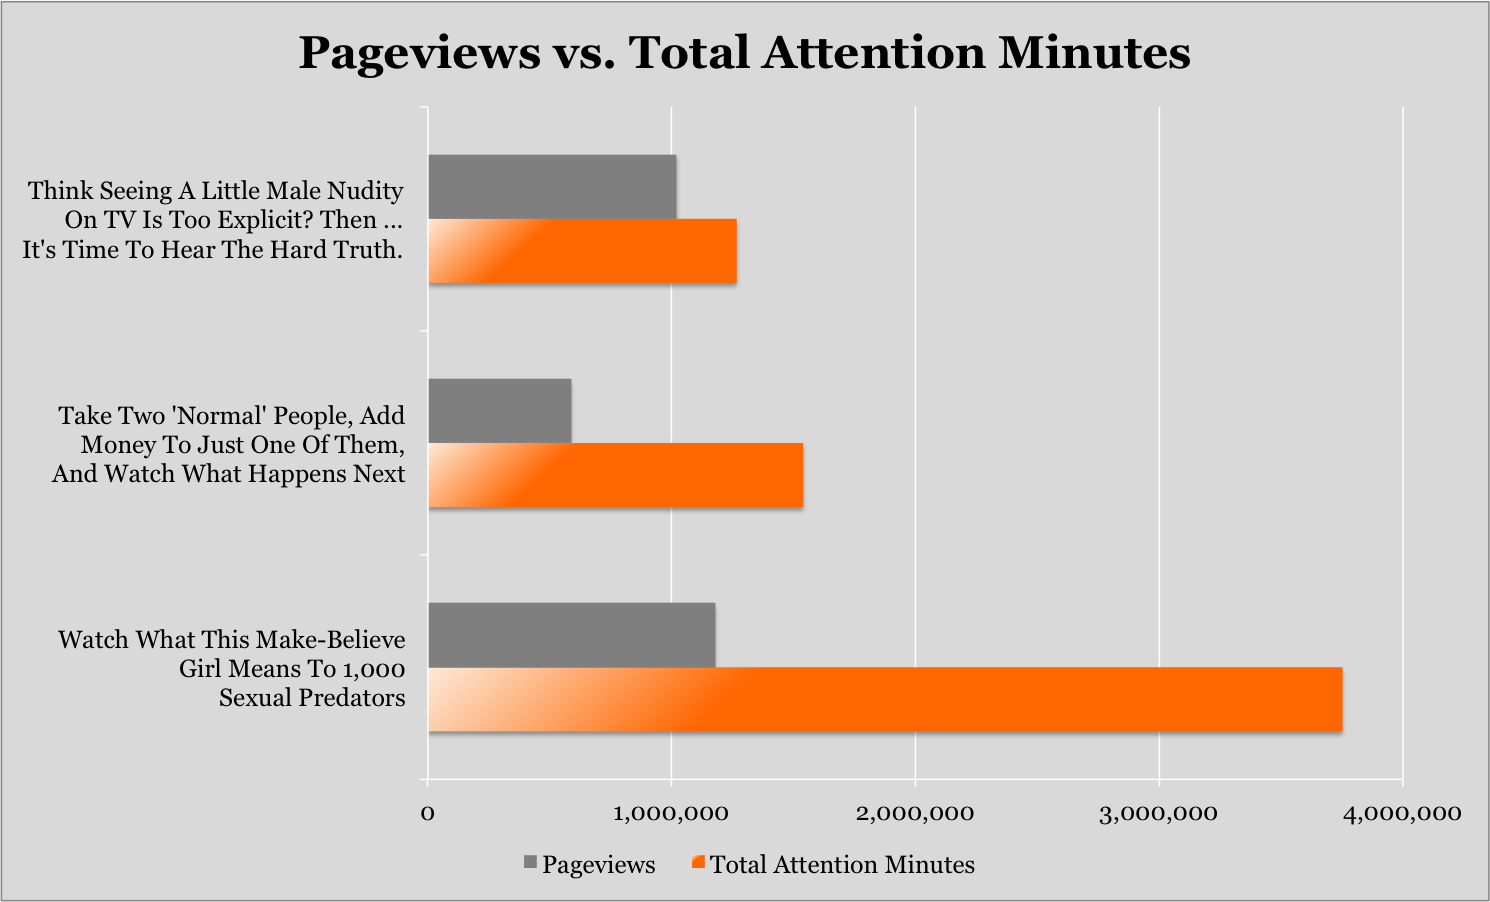 Pageviews vs. Total Attention Minutes
Think Seeing A Little Male Nudity
On TV Is Too Explicit? Then ...
It's Time To Hear The Hard Truth.
Take Two 'Normal' People, Add
Money To Just One Of Them,
And Watch What Happens Next
Watch What This Make-Believe
Girl Means To 1,000
Sexual Predators
0 1,000,000 2,000,000 3,000,000 4,000,000
Pageviews Total Attention Minutes